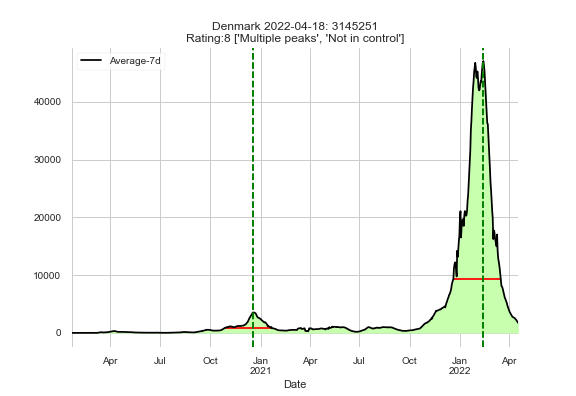 Denmark 2022-04-18: 3145251
Rating:8 ['Multiple peaks', 'Not in control']
Average-7d
40000
30000
20000
10000
0
Apr Jul Oct Jan Apr Jul Oct Jan Apr
2021 2022
Date